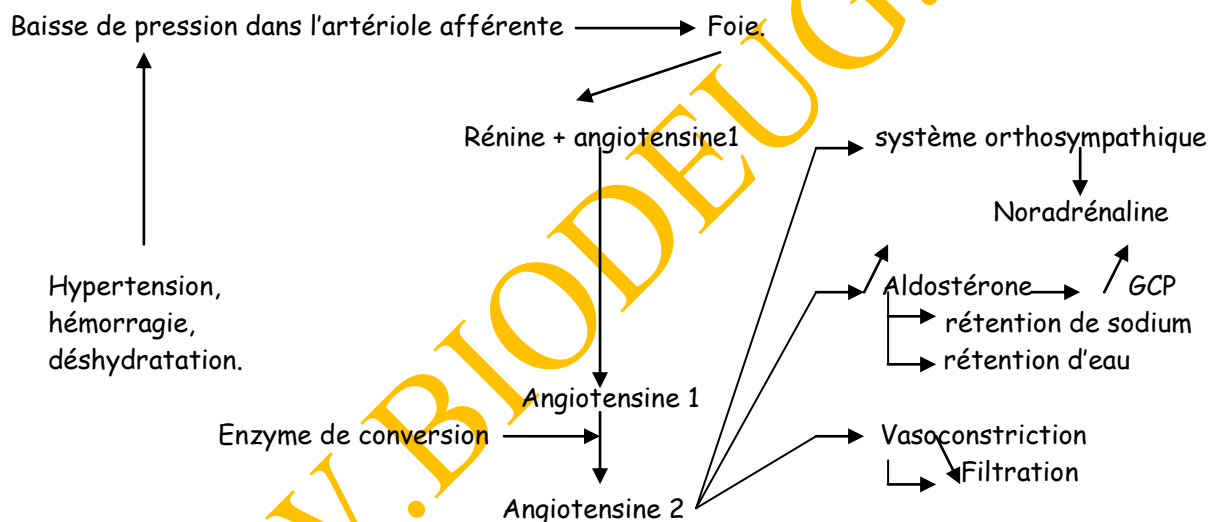 Baisse de pression dans l'artériole afférente
Foie.
Rénine + angiotensine1
système orthosympathique
Noradrénaline
Hypertension,
hémorragie,
déshydratation.
Aldostérone
GCP
rétention de sodium
rétention d'eau
Angiotensine 1
Enzyme de conversion
Vasoconstriction
Filtration
Angiotensine 2
V.BIODEUG.